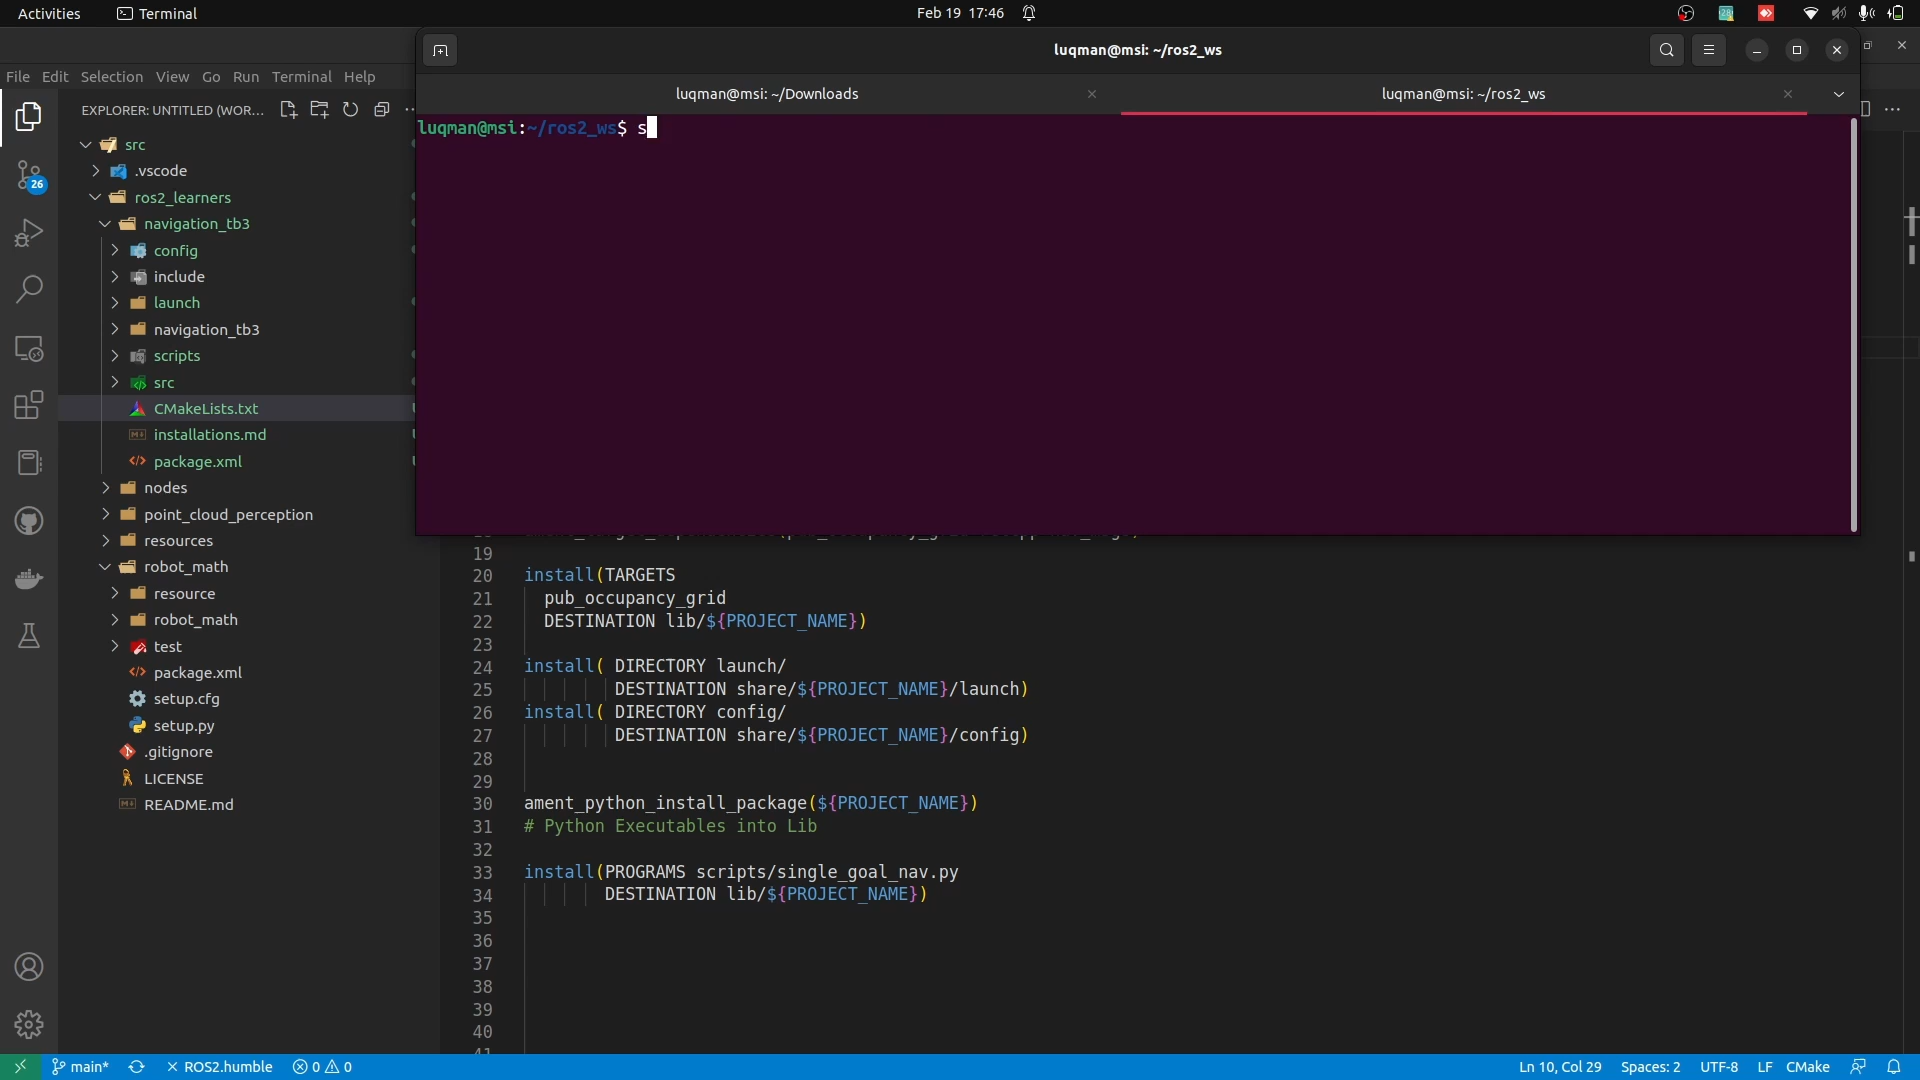 Activities
Terminal
Feb 19 17:46
luqman@msi: ~/ros2_ws
luqman@msi: ~/Downloads
luqman@msi: ~/ros2_ws
luqman@msi:~/ros2_ws$ s
File Edit Selection View Go Run Terminal Help
EXPLORER: UNTITLED (WOR...
src
.vscode
ros2_learners
navigation_tb3
config
include
launch
navigation_tb3
scripts
src
CMakeLists.txt
installations.md
package.xml
nodes
point_cloud_perception
resources
robot_math
resource
robot_math
test
package.xml
setup.cfg
setup.py
.gitignore
LICENSE
README.md
26
19
20 install(TARGETS
21 pub_occupancy_grid
22 DESTINATION lib/${PROJECT_NAME})
23
24 install( DIRECTORY launch/
25 DESTINATION share/${PROJECT_NAME}/launch)
26 install( DIRECTORY config/
27 DESTINATION share/${PROJECT_NAME}/config)
28
29
30 ament_python_install_package(${PROJECT_NAME})
31 # Python Executables into Lib
32
33 install(PROGRAMS scripts/single_goal_nav.py
34 DESTINATION lib/${PROJECT_NAME})
35
36
37
38
39
40
main*
ROS2.humble
0 0
Ln 10, Col 29
Spaces: 2
UTF-8
LF
CMake